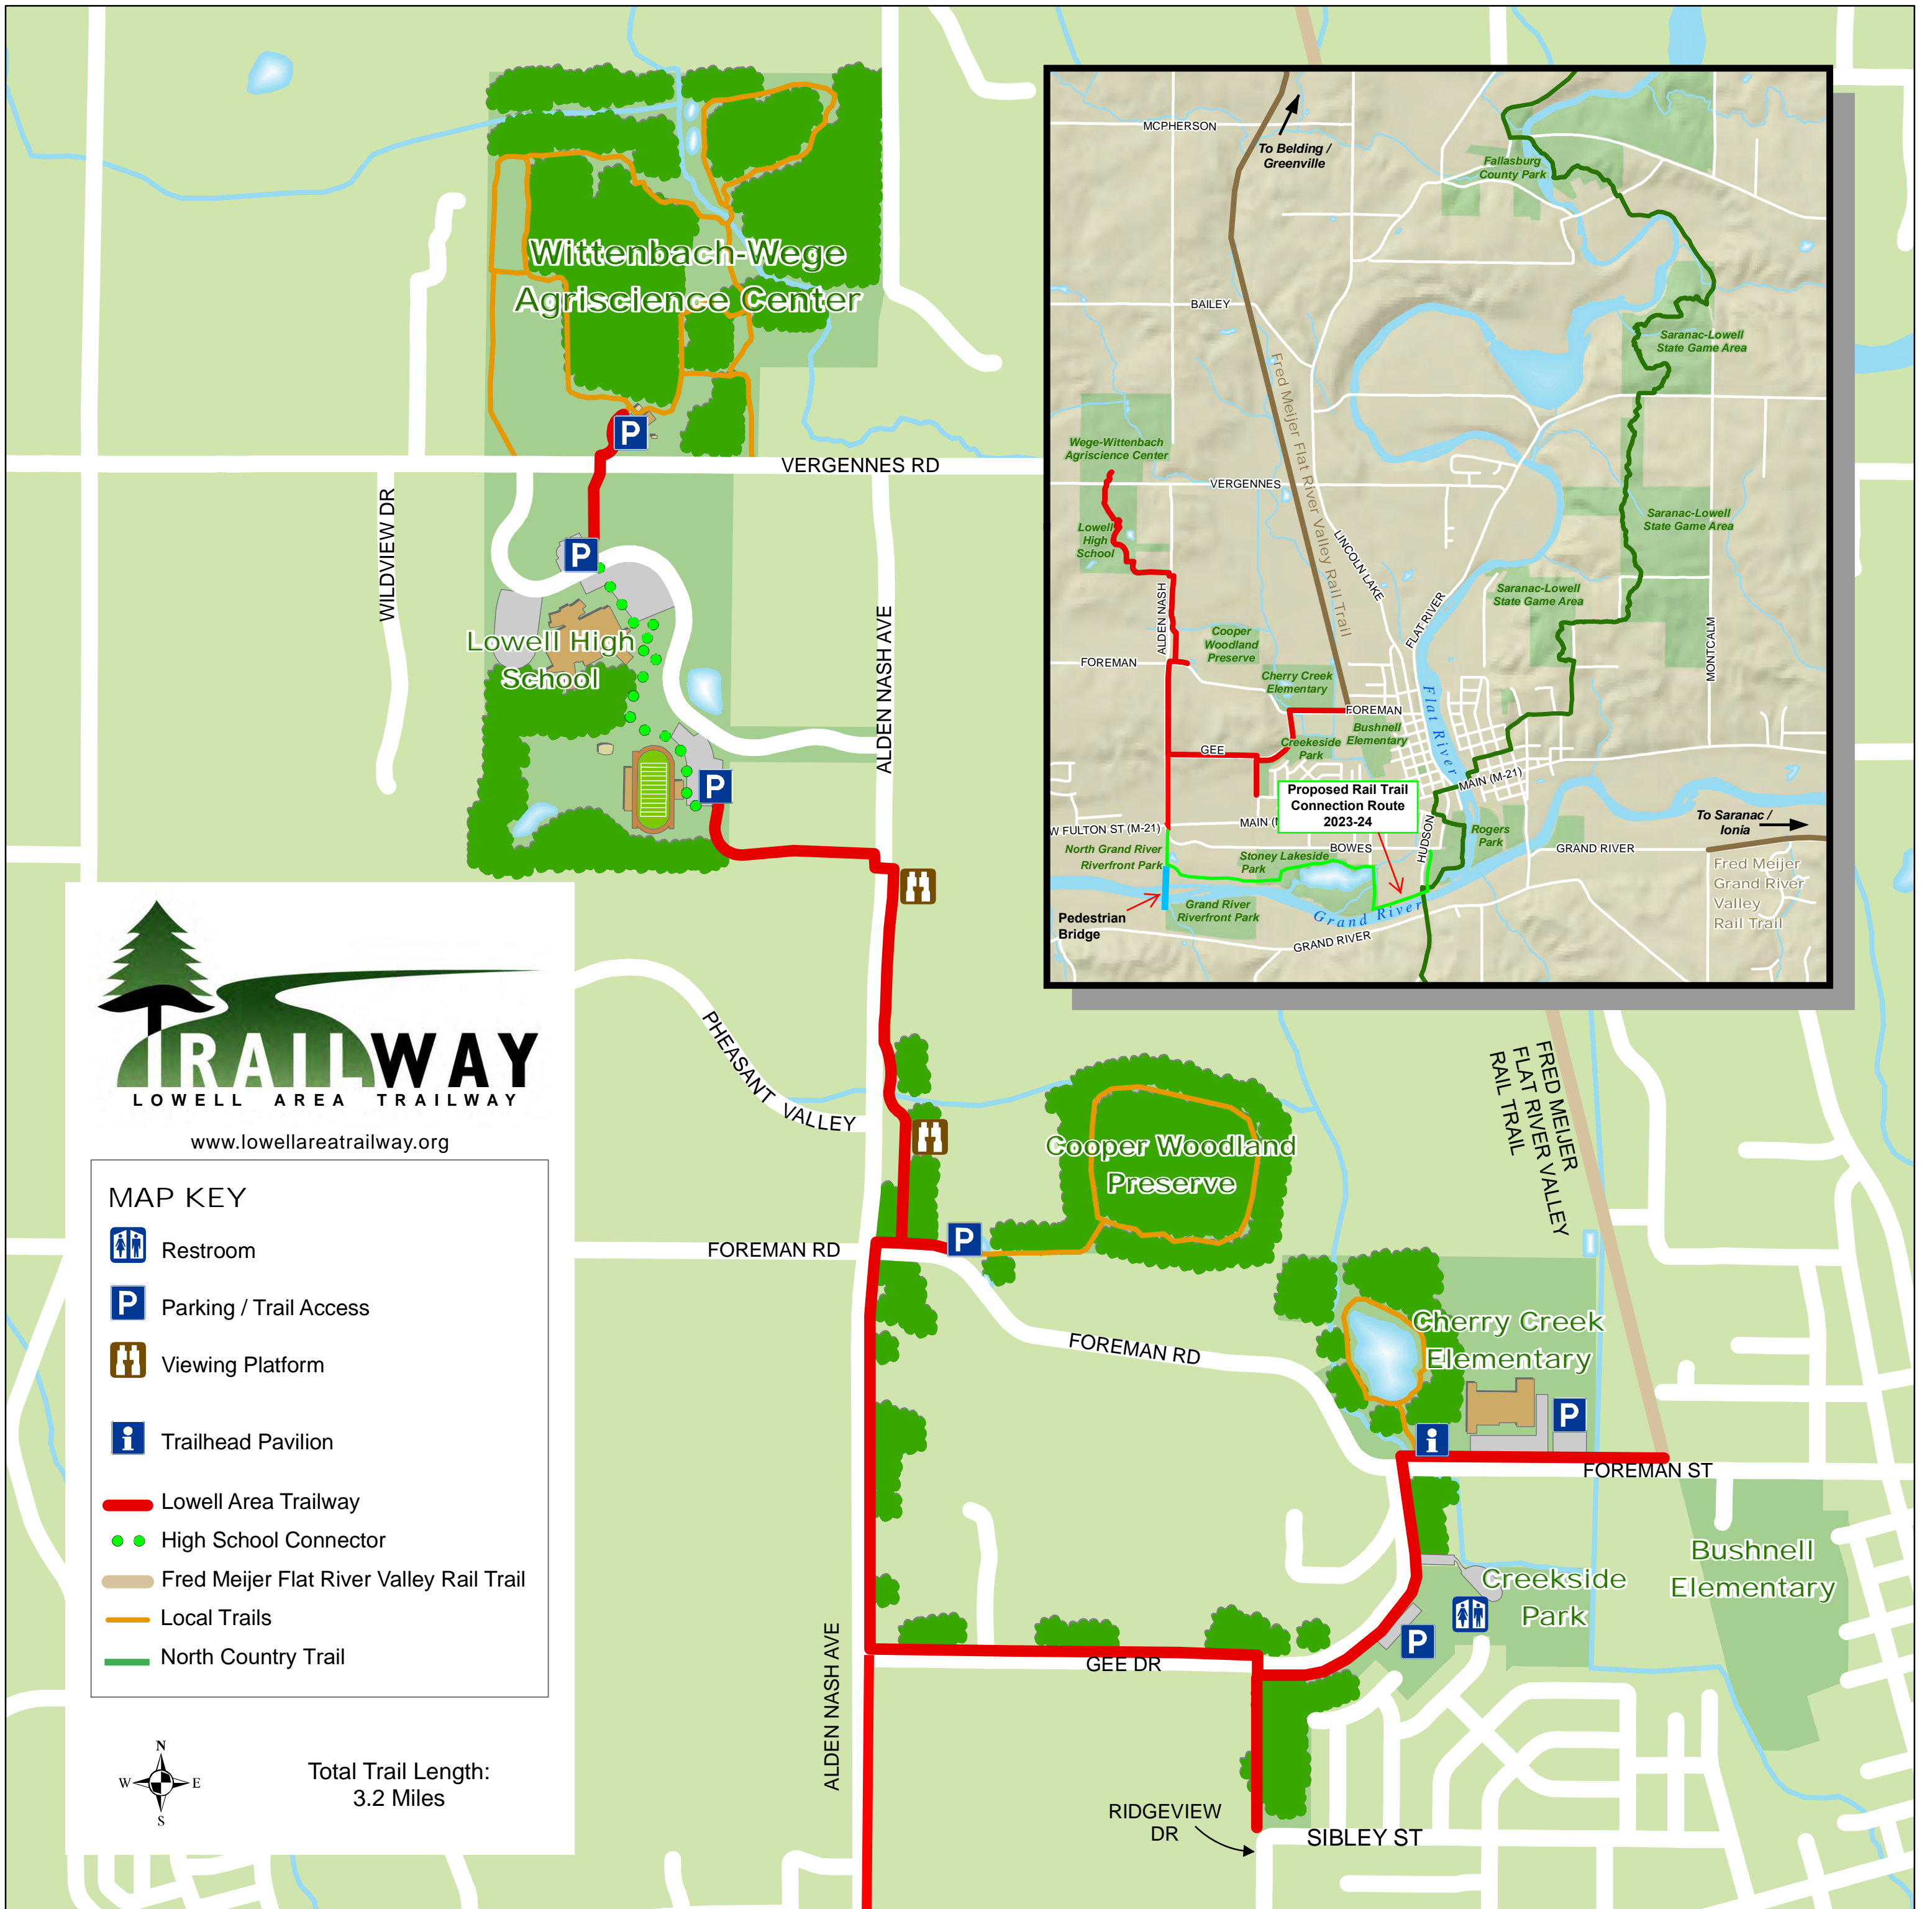 Wittenbach-Wege
Agriscience Center
VERGENNES RD
WILDVIEW DR
Lowell High
School
ALDEN NASH AVE
P
P
P
TRAILWAY
LOWELL AREA TRAILWAY
www.lowellareatrailway.org
MAP KEY
Restroom
P Parking / Trail Access
Viewing Platform
i Trailhead Pavilion
Lowell Area Trailway
High School Connector
Fred Meijer Flat River Valley Rail Trail
Local Trails
North Country Trail
N
W E
S
Total Trail Length:
3.2 Miles
PHEASANT VALLEY
FOREMAN RD
P
Cooper Woodland
Preserve
FOREMAN RD
FRED MEIJER
FLAT RIVER VALLEY
RAIL TRAIL
Cherry Creek
Elementary
P
i
FOREMAN ST
Bushnell
Elementary
Creekside
Park
P
GEE DR
ALDEN NASH AVE
RIDGEVIEW
DR
SIBLEY ST
MCPHERSON
To Belding /
Greenville
Fallasburg
County Park
BAILEY
Saranac-Lowell
State Game Area
Fred Meijer Flat River Valley Rail Trail
Wege-Wittenbach
Agriscience Center
VERGENNES
Saranac-Lowell
State Game Area
Lowell
High
School
LINCOLN LAKE
ALDEN NASH
FLAT RIVER
Saranac-Lowell
State Game Area
MONTCALM
Cooper
Woodland
Preserve
FOREMAN
Cherry Creek
Elementary
FOREMAN
Flat River
Bushnell
Elementary
Creekeside
Park
GEE
MAIN (M-21)
Proposed Rail Trail
Connection Route
2023-24
W FULTON ST (M-21)
MAIN (
HUDSON
Rogers
Park
To Saranac /
Ionia
North Grand River
Riverfront Park
BOWES
Stoney Lakeside
Park
GRAND RIVER
Fred Meijer
Grand River
Valley
Rail Trail
Grand River
Riverfront Park
Grand River
Pedestrian
Bridge
GRAND RIVER